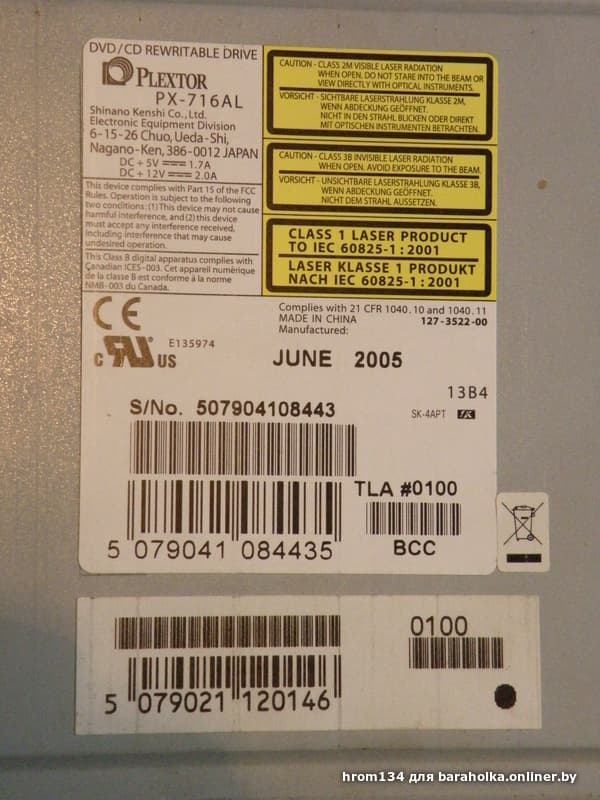 DVD/CD REWRITABLE DRIVE
PLEXTOR
PX-716AL
Shinano Kenshi Co., Ltd.
Electronic Equipment Division
6-15-26 Chuo, Ueda-Shi,
Nagano-Ken, 386-0012 JAPAN
DC + 5V 1.7A
DC + 12V 2.0A
This device complies with Part 15 of the FCC
Rules. Operation is subject to the following
two conditions: (1) This device may not cause
harmful interference, and (2) this device
must accept any interference received,
including interference that may cause
undesired operation.
This Class B digital apparatus complies with
Canadian ICES-003. Cet appareil numérique
de la classe B est conforme à la norme
NMB-003 du Canada.
CAUTION - CLASS 2M VISIBLE LASER RADIATION
WHEN OPEN. DO NOT STARE INTO THE BEAM OR
VIEW DIRECTLY WITH OPTICAL INSTRUMENTS.
VORSICHT - SICHTBARE LASERSTRAHLUNG KLASSE 2M,
WENN ABDECKUNG GEÖFFNET.
NICHT IN DEN STRAHL BLICKEN ODER DIREKT
MIT OPTISCHEN INSTRUMENTEN BETRACHTEN.
CAUTION - CLASS 3B INVISIBLE LASER RADIATION
WHEN OPEN. AVOID EXPOSURE TO THE BEAM.
VORSICHT - UNSICHTBARE LASERSTRAHLUNG KLASSE 3B,
WENN ABDECKUNG GEÖFFNET.
NICHT DEM STRAHL AUSSETZEN.
CLASS 1 LASER PRODUCT
TO IEC 60825-1 : 2001
LASER KLASSE 1 PRODUKT
NACH IEC 60825-1 : 2001
CE
C RU US
E135974
Complies with 21 CFR 1040.10 and 1040.11
MADE IN CHINA 127-3522-00
Manufactured:
JUNE 2005
13B4
S/No. 507904108443
SK-4APT
TLA #0100
5 079041 084435
BCC
0100
5 079021 120146
hrom134 для baraholka.onliner.by